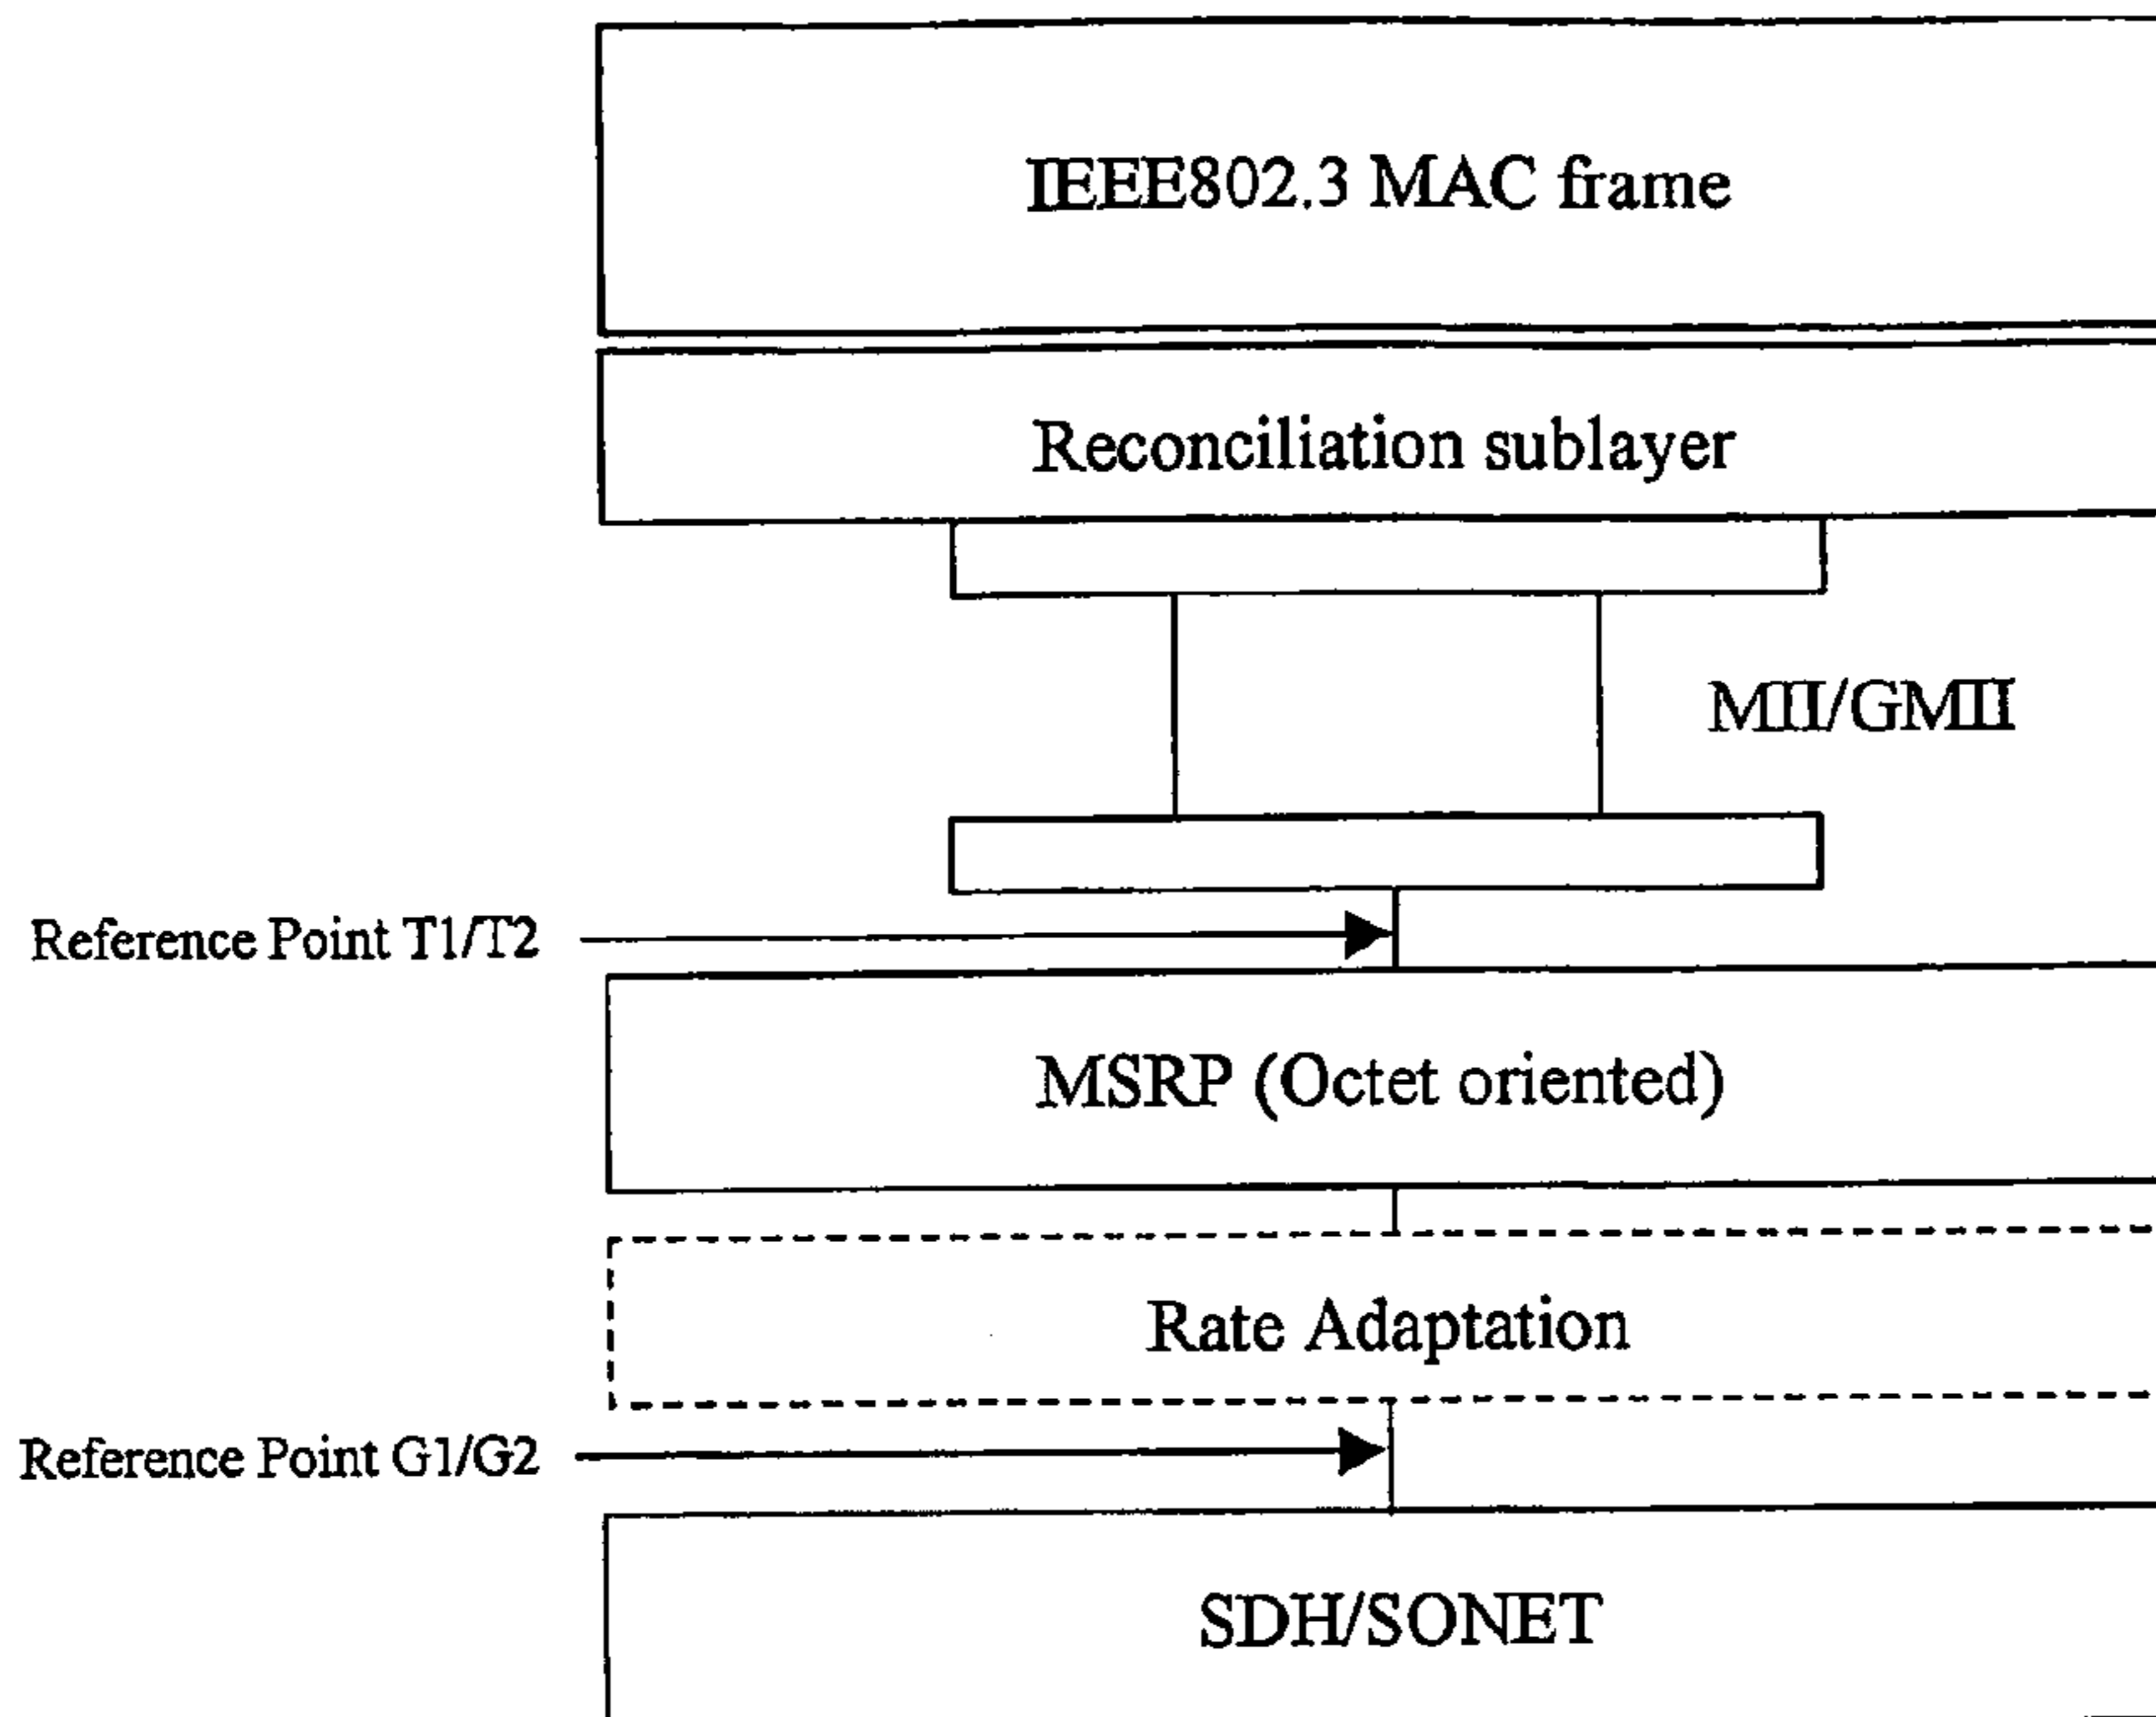 IEEE802.3 MAC frame
Reconciliation sublayer
MII/GMII
Reference Point T1/T2
MSRP (Octet oriented)
Rate Adaptation
Reference Point G1/G2
SDH/SONET